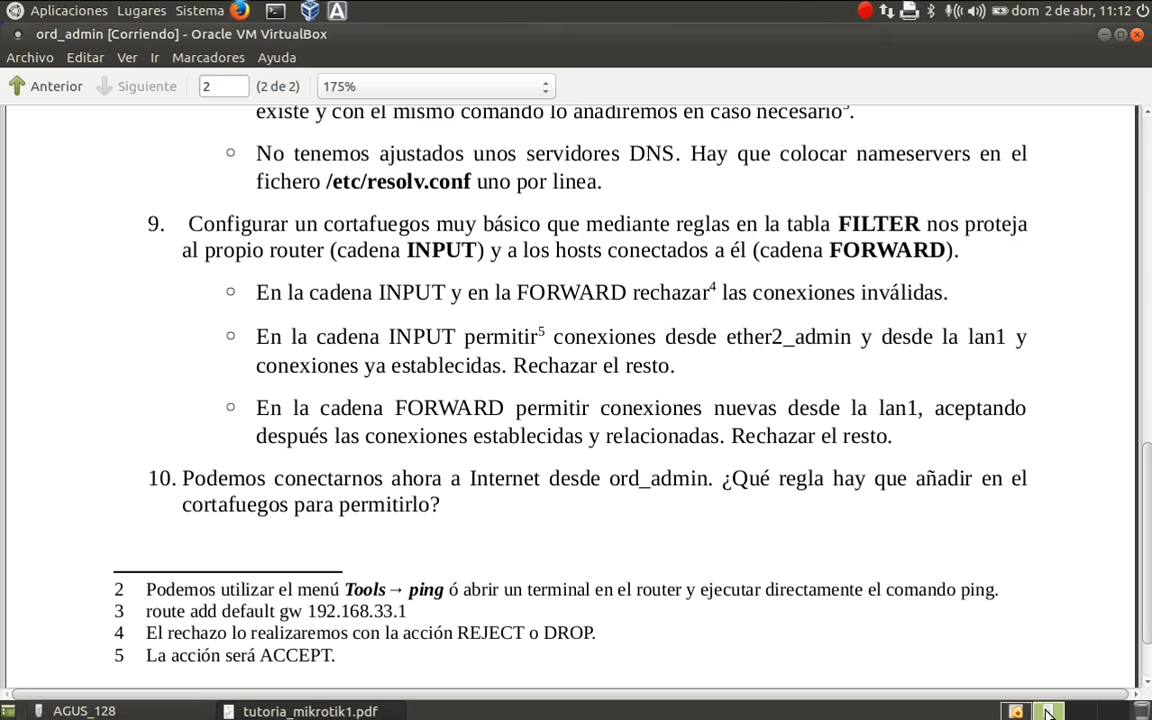 Aplicaciones Lugares Sistema dom 2 de abr, 11:12
ord_admin [Corriendo] - Oracle VM VirtualBox
Archivo Editar Ver Ir Marcadores Ayuda
Anterior Siguiente 2 (2 de 2) 175%
existe y con el mismo comando lo añadiremos en caso necesario³.
○ No tenemos ajustados unos servidores DNS. Hay que colocar nameservers en el
fichero /etc/resolv.conf uno por linea.
9. Configurar un cortafuegos muy básico que mediante reglas en la tabla FILTER nos proteja
al propio router (cadena INPUT) y a los hosts conectados a él (cadena FORWARD).
○ En la cadena INPUT y en la FORWARD rechazar⁴ las conexiones inválidas.
○ En la cadena INPUT permitir⁵ conexiones desde ether2_admin y desde la lan1 y
conexiones ya establecidas. Rechazar el resto.
○ En la cadena FORWARD permitir conexiones nuevas desde la lan1, aceptando
después las conexiones establecidas y relacionadas. Rechazar el resto.
10. Podemos conectarnos ahora a Internet desde ord_admin. ¿Qué regla hay que añadir en el
cortafuegos para permitirlo?
2 Podemos utilizar el menú Tools→ ping ó abrir un terminal en el router y ejecutar directamente el comando ping.
3 route add default gw 192.168.33.1
4 El rechazo lo realizaremos con la acción REJECT o DROP.
5 La acción será ACCEPT.
AGUS_128 tutoria_mikrotik1.pdf